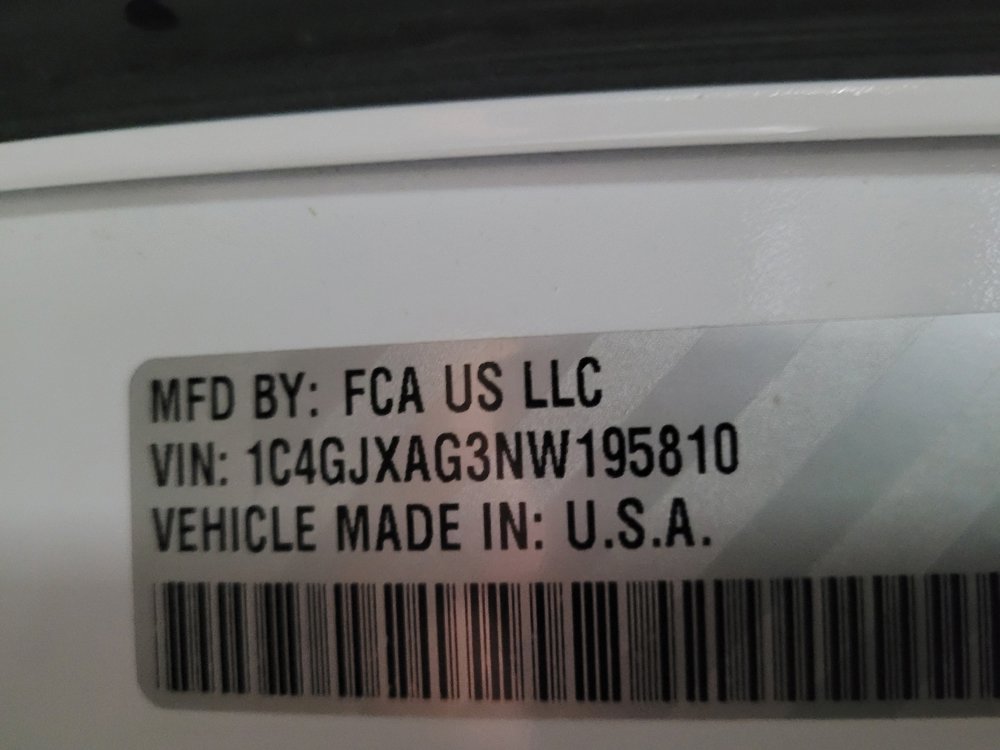 MFD BY: FCA US LLC
VIN: 1C4GJXAG3NW195810
VEHICLE MADE IN: U.S.A.